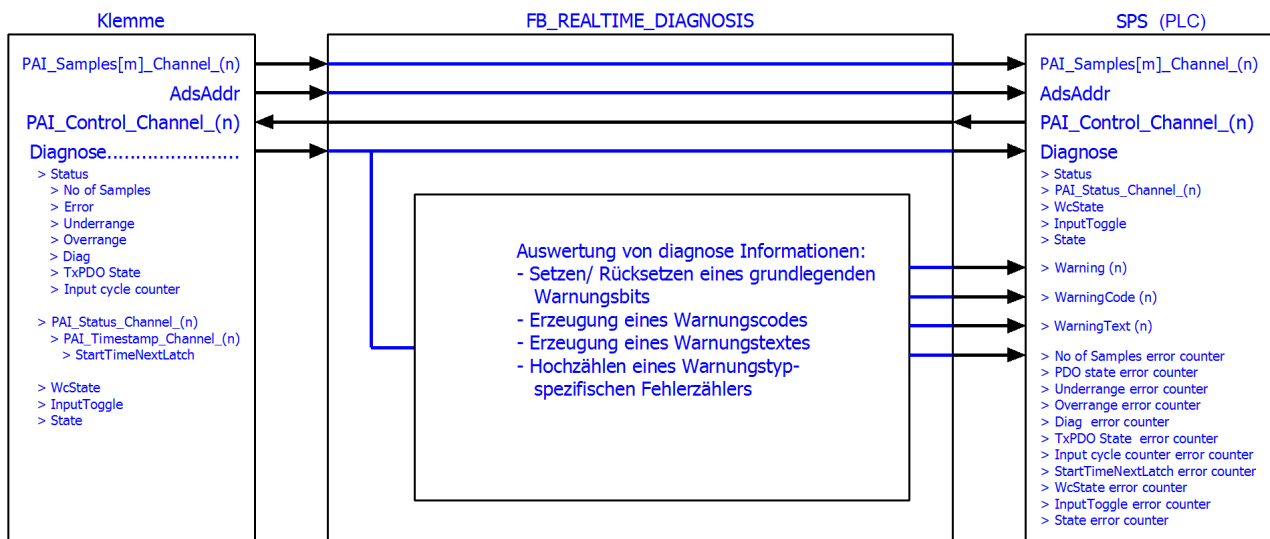 Klemme
PAI_Samples[m]_Channel_(n)
AdsAddr
PAI_Control_Channel_(n)
Diagnose........................
> Status
> No of Samples
> Error
> Underrange
> Overrange
> Diag
> TxPDO State
> Input cycle counter
> PAI_Status_Channel_(n)
> PAI_Timestamp_Channel_(n)
> StartTimeNextLatch
> WcState
> InputToggle
> State
FB_REALTIME_DIAGNOSIS
Auswertung von diagnose Informationen:
- Setzen/ Rücksetzen eines grundlegenden
Warnungsbits
- Erzeugung eines Warnungscodes
- Erzeugung eines Warnungstextes
- Hochzählen eines Warnungstyp-
spezifischen Fehlerzählers
SPS (PLC)
PAI_Samples[m]_Channel_(n)
AdsAddr
PAI_Control_Channel_(n)
Diagnose
> Status
> PAI_Status_Channel_(n)
> WcState
> InputToggle
> State
> Warning (n)
> WarningCode (n)
> WarningText (n)
> No of Samples error counter
> PDO state error counter
> Underrange error counter
> Overrange error counter
> Diag error counter
> TxPDO State error counter
> Input cycle counter error counter
> StartTimeNextLatch error counter
> WcState error counter
> InputToggle error counter
> State error counter